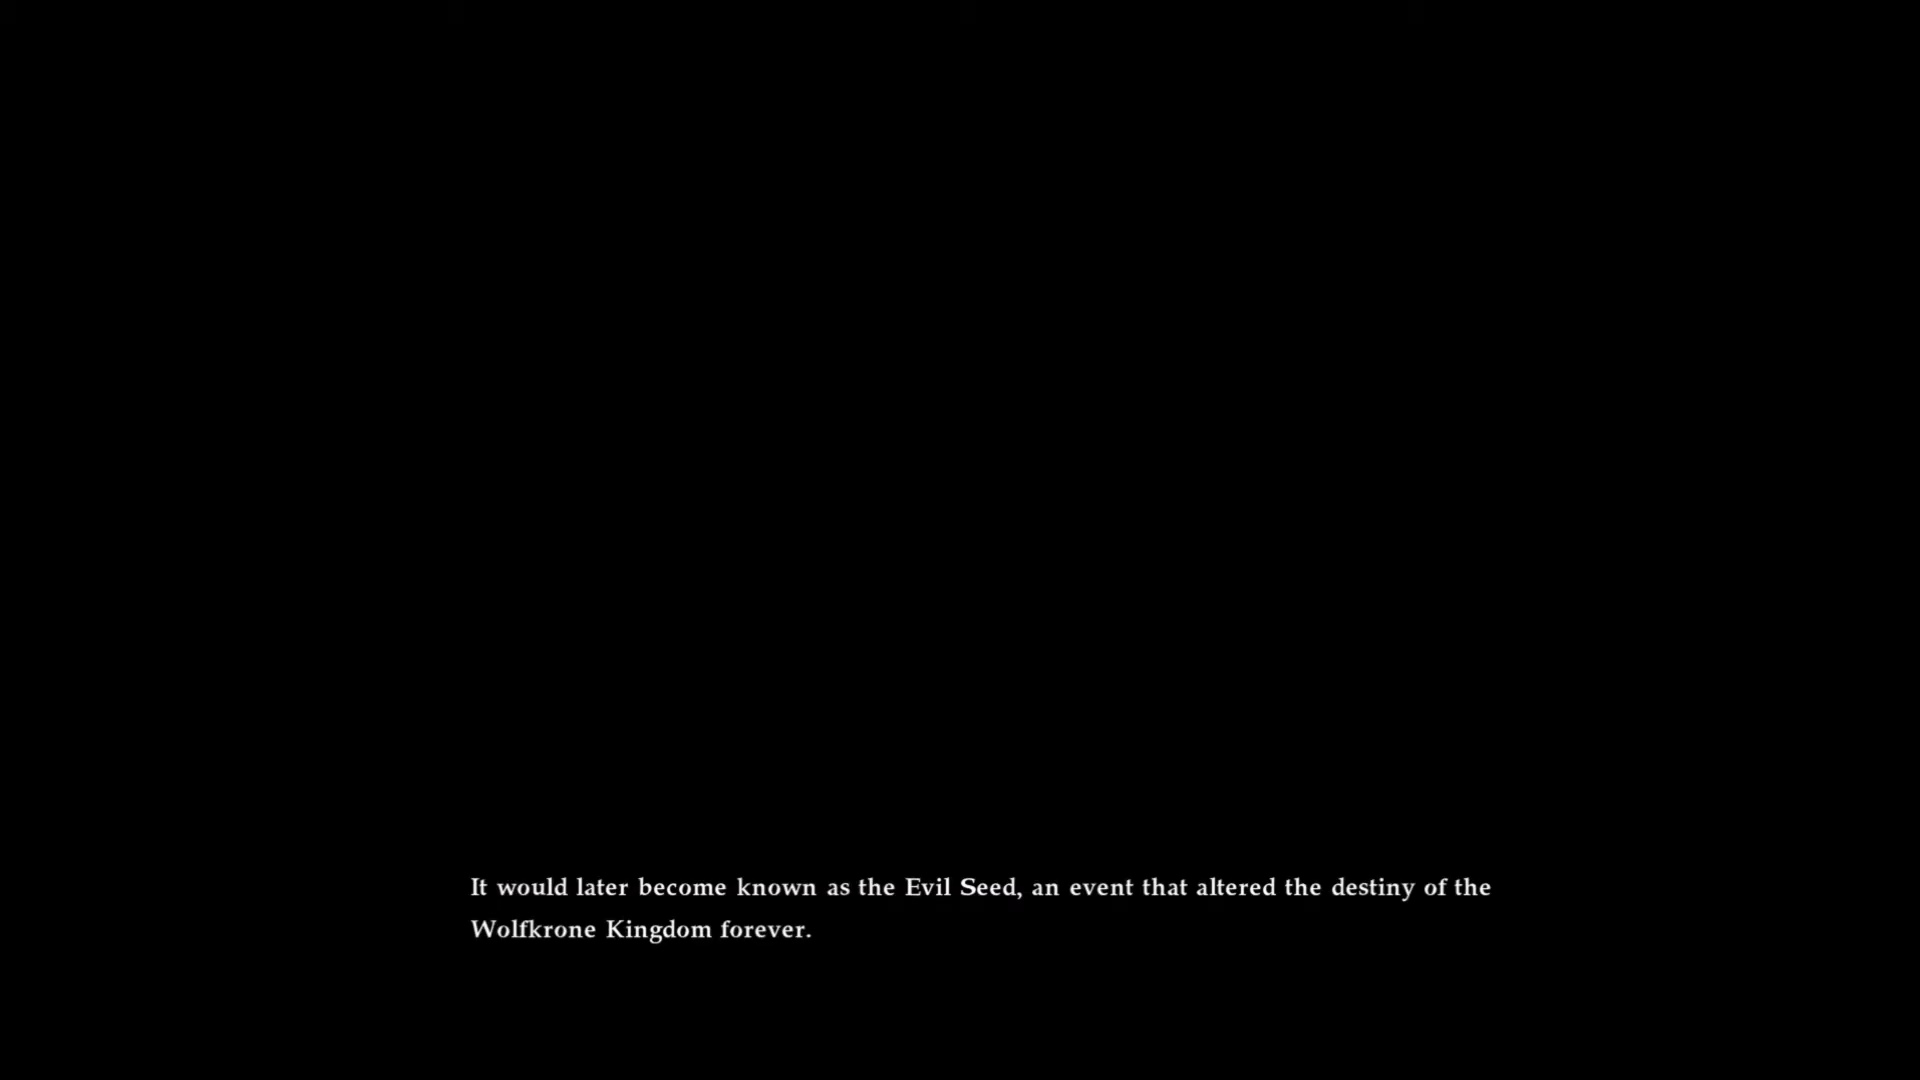 It would later become known as the Evil Seed, an event that altered the destiny of the
Wolfkrone Kingdom forever.